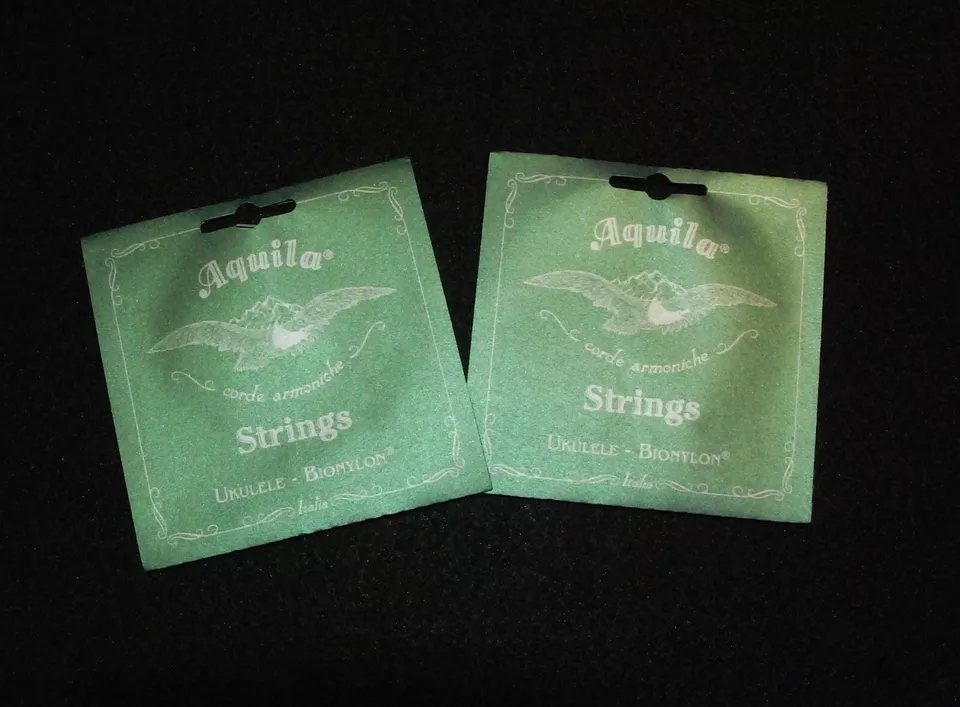 Aquila®
corde armoniche
Strings
UKULELE - BIONYLON®
Italia
Aquila®
corde armoniche
Strings
UKULELE - BIONYLON®
Italia